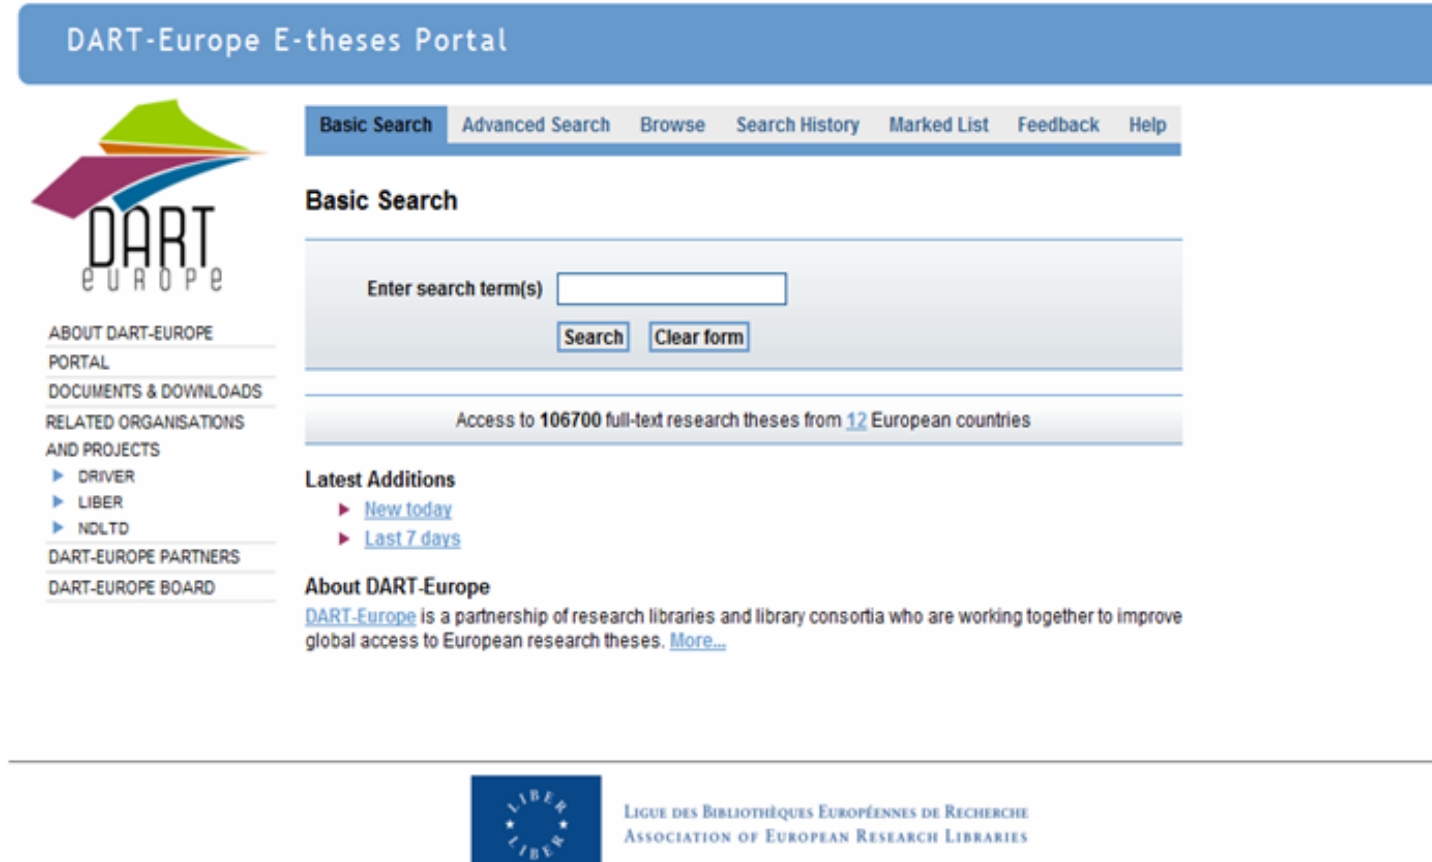 DART-Europe E-theses Portal
DART
europe
ABOUT DART-EUROPE
PORTAL
DOCUMENTS & DOWNLOADS
RELATED ORGANISATIONS
AND PROJECTS
DRIVER
LIBER
NDLTD
DART-EUROPE PARTNERS
DART-EUROPE BOARD
Basic Search Advanced Search Browse Search History Marked List Feedback Help
Basic Search
Enter search term(s)
Search Clear form
Access to 106700 full-text research theses from 12 European countries
Latest Additions
New today
Last 7 days
About DART-Europe
DART-Europe is a partnership of research libraries and library consortia who are working together to improve
global access to European research theses. More...
LIBER
LIBER
LIGUE DES BIBLIOTHÈQUES EUROPÉENNES DE RECHERCHE
ASSOCIATION OF EUROPEAN RESEARCH LIBRARIES